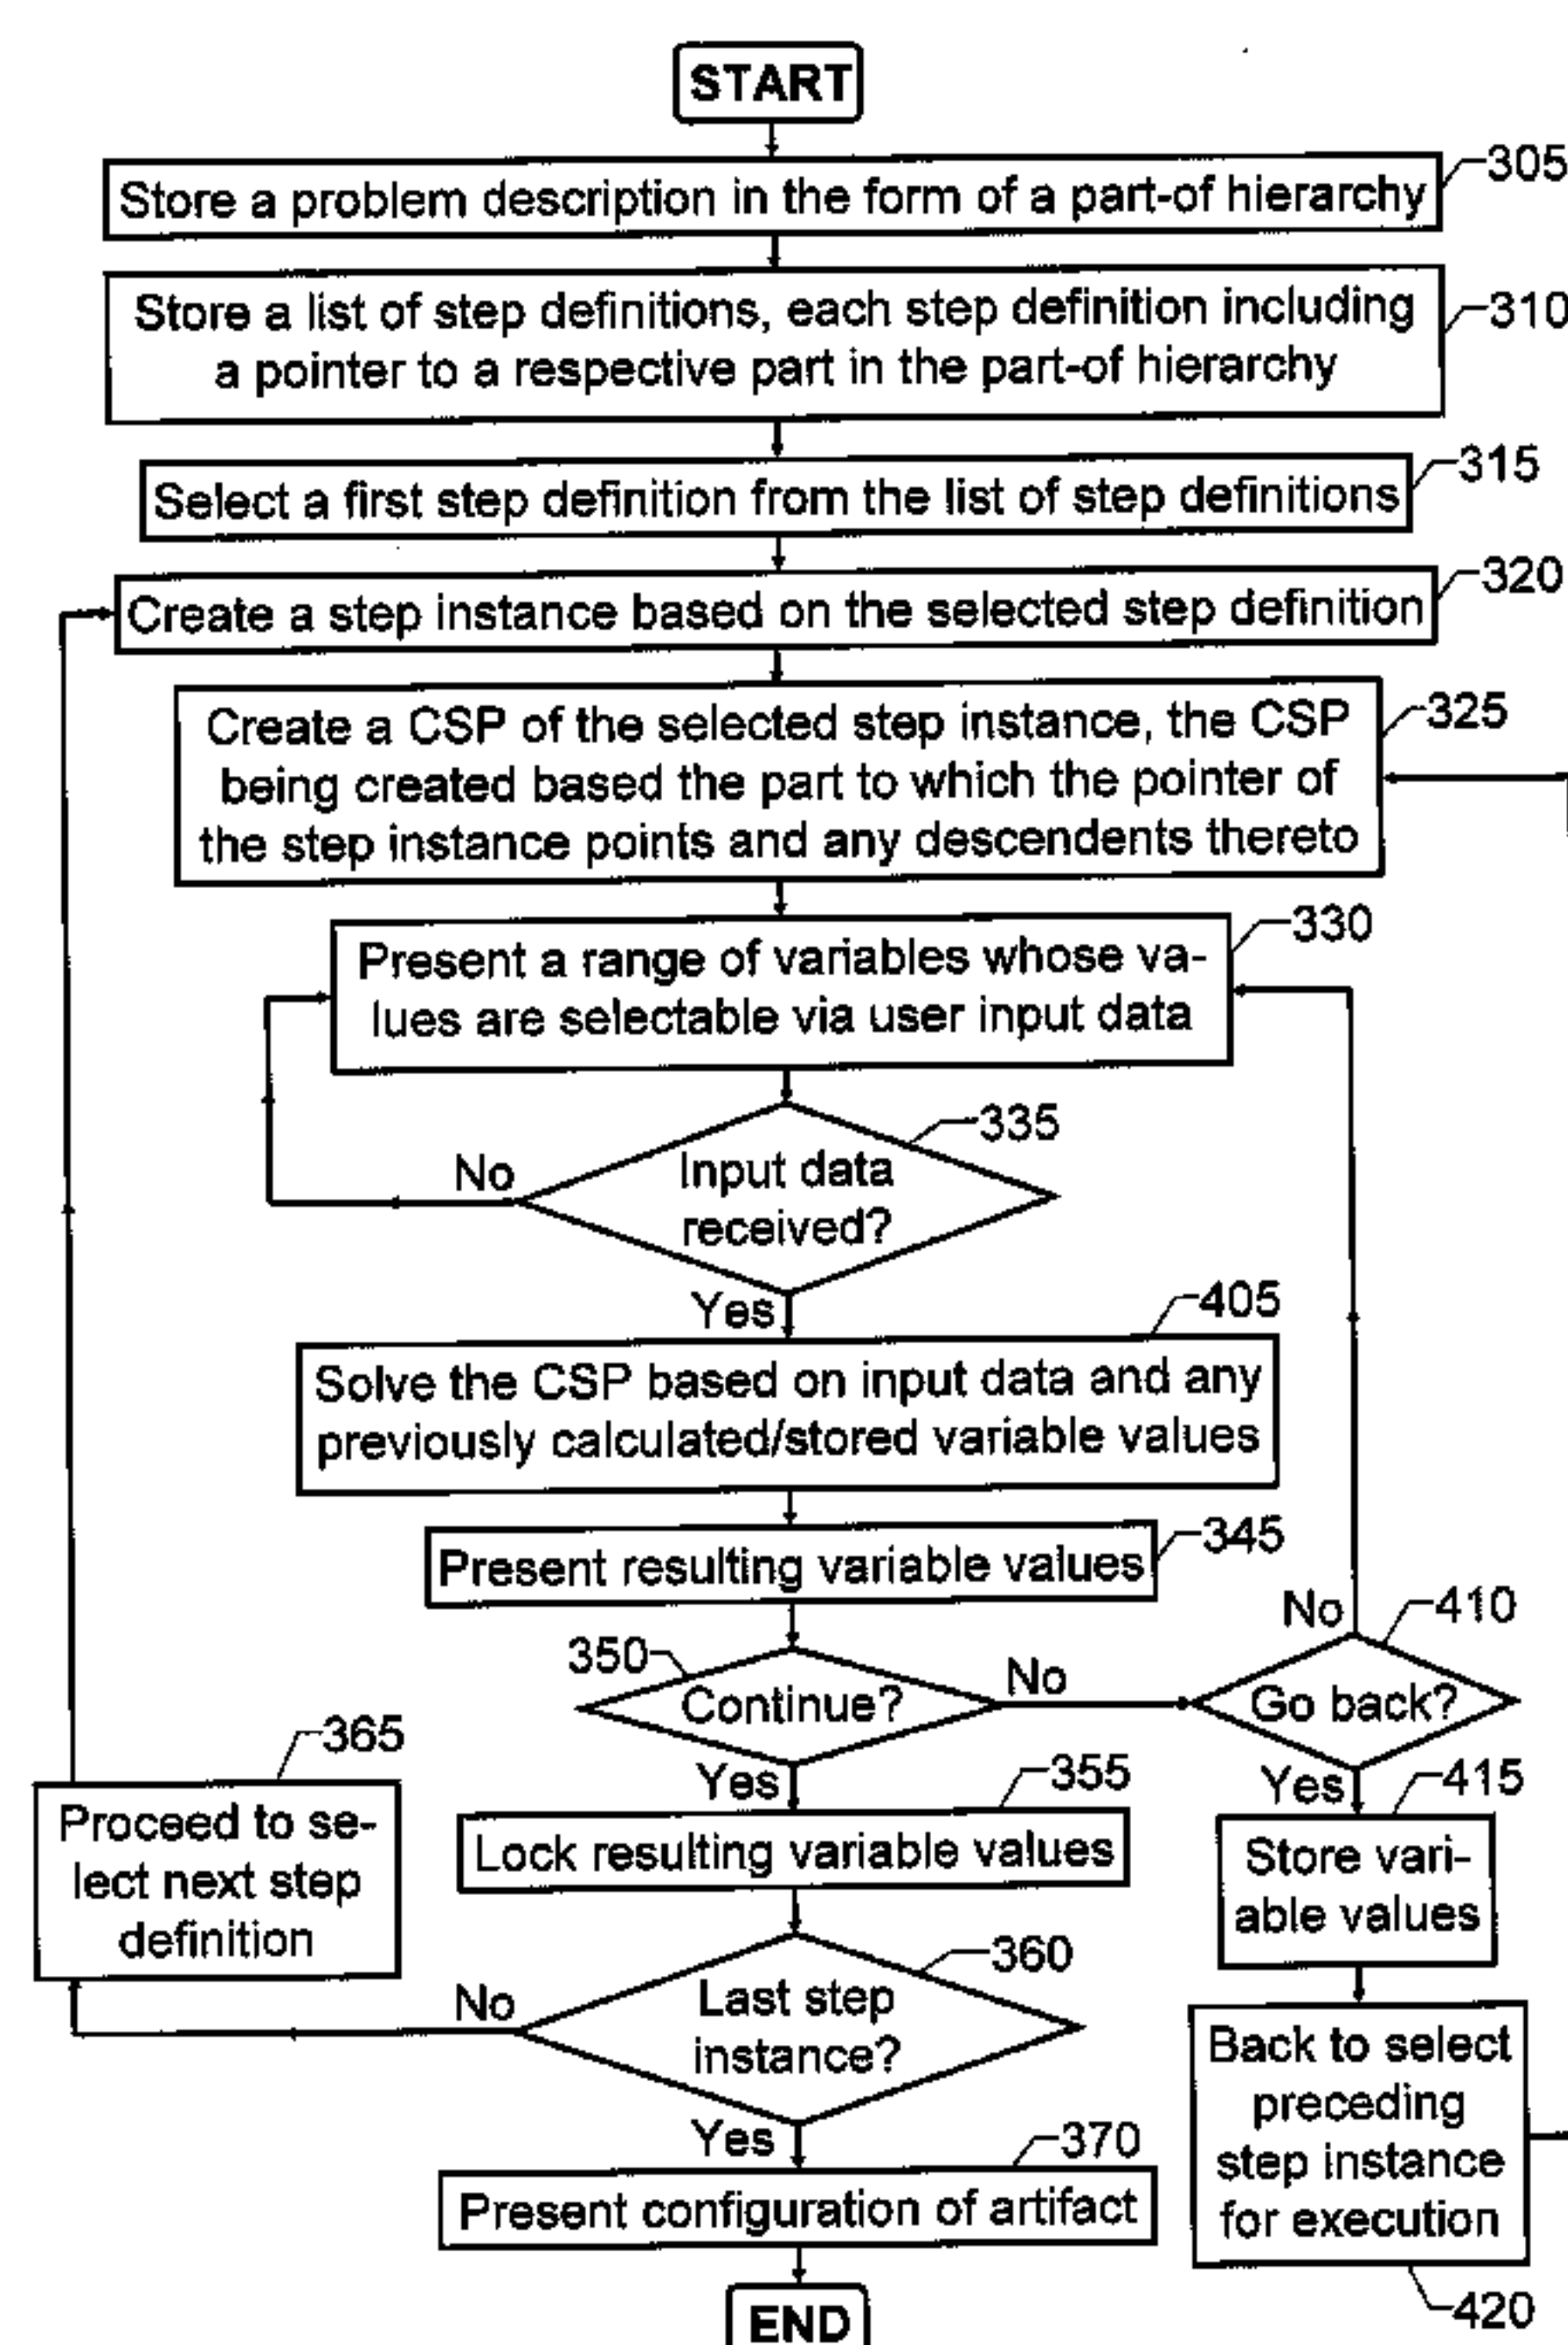 START
305
Store a problem description in the form of a part-of hierarchy
310
Store a list of step definitions, each step definition including
a pointer to a respective part in the part-of hierarchy
315
Select a first step definition from the list of step definitions
320
Create a step instance based on the selected step definition
325
Create a CSP of the selected step instance, the CSP
being created based the part to which the pointer of
the step instance points and any descendents thereto
330
Present a range of variables whose va-
lues are selectable via user input data
335
No
Input data
received?
Yes
405
Solve the CSP based on input data and any
previously calculated/stored variable values
345
Present resulting variable values
No
410
350
Continue?
No
Go back?
365
Yes
355
Yes
415
Proceed to se-
lect next step
definition
Lock resulting variable values
Store vari-
able values
360
No
Last step
instance?
Back to select
preceding
step instance
for execution
Yes
370
Present configuration of artifact
420
END